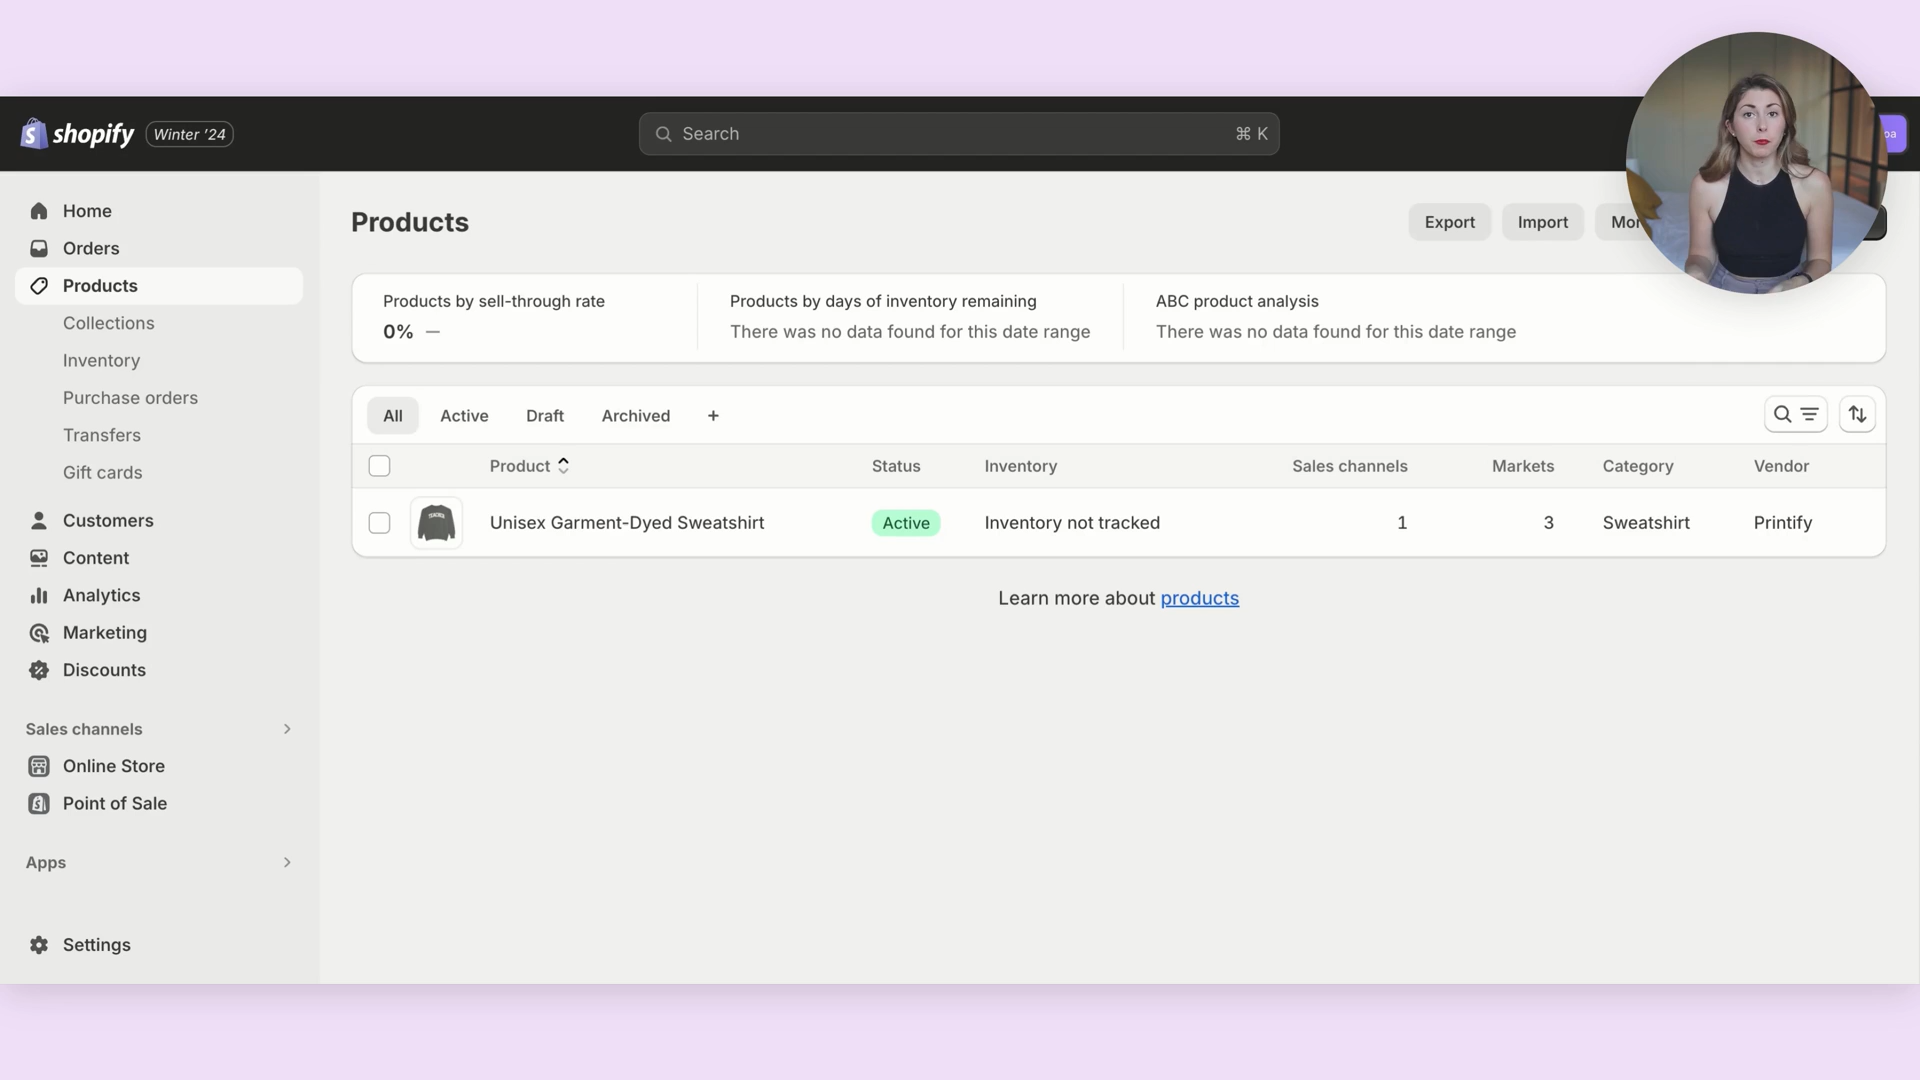 shopify Winter '24
Search ⌘ K
Home
Orders
Products
Collections
Inventory
Purchase orders
Transfers
Gift cards
Customers
Content
Analytics
Marketing
Discounts
Sales channels
Online Store
Point of Sale
Apps
Settings
Products
Export Import
Products by sell-through rate
0% —
Products by days of inventory remaining
There was no data found for this date range
ABC product analysis
There was no data found for this date range
All Active Draft Archived +
Product Status Inventory Sales channels Markets Category Vendor
TEACHER
Unisex Garment-Dyed Sweatshirt Active Inventory not tracked 1 3 Sweatshirt Printify
Learn more about products